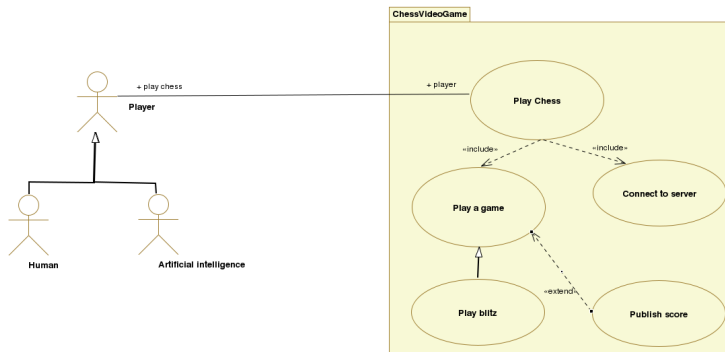 ChessVideoGame
+ play chess
+ player
Player
Play Chess
«include»
«include»
Play a game
Connect to server
Human
Artificial intelligence
«extend»
Play blitz
Publish score